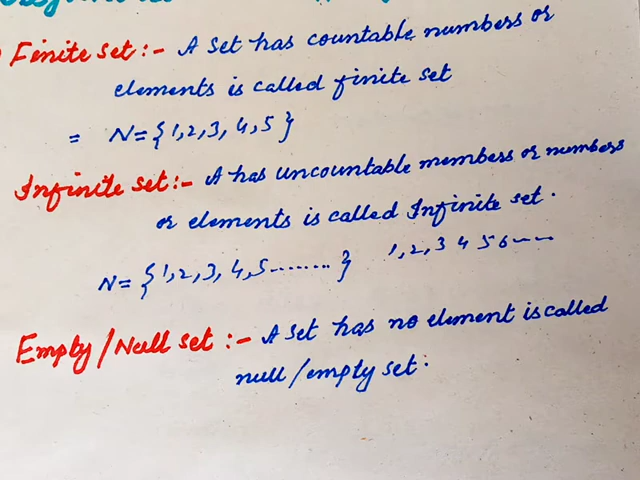 Finite set :- A set has countable numbers or
elements is called finite set
= N={1,2,3,4,5}
Infinite set:- A has uncountable members or numbers
or elements is called Infinite set.
N= {1,2,3,4,5........} 1,2,3 4 5 6 ---
Empty/Null set :- A set has no element is called
null/empty set.